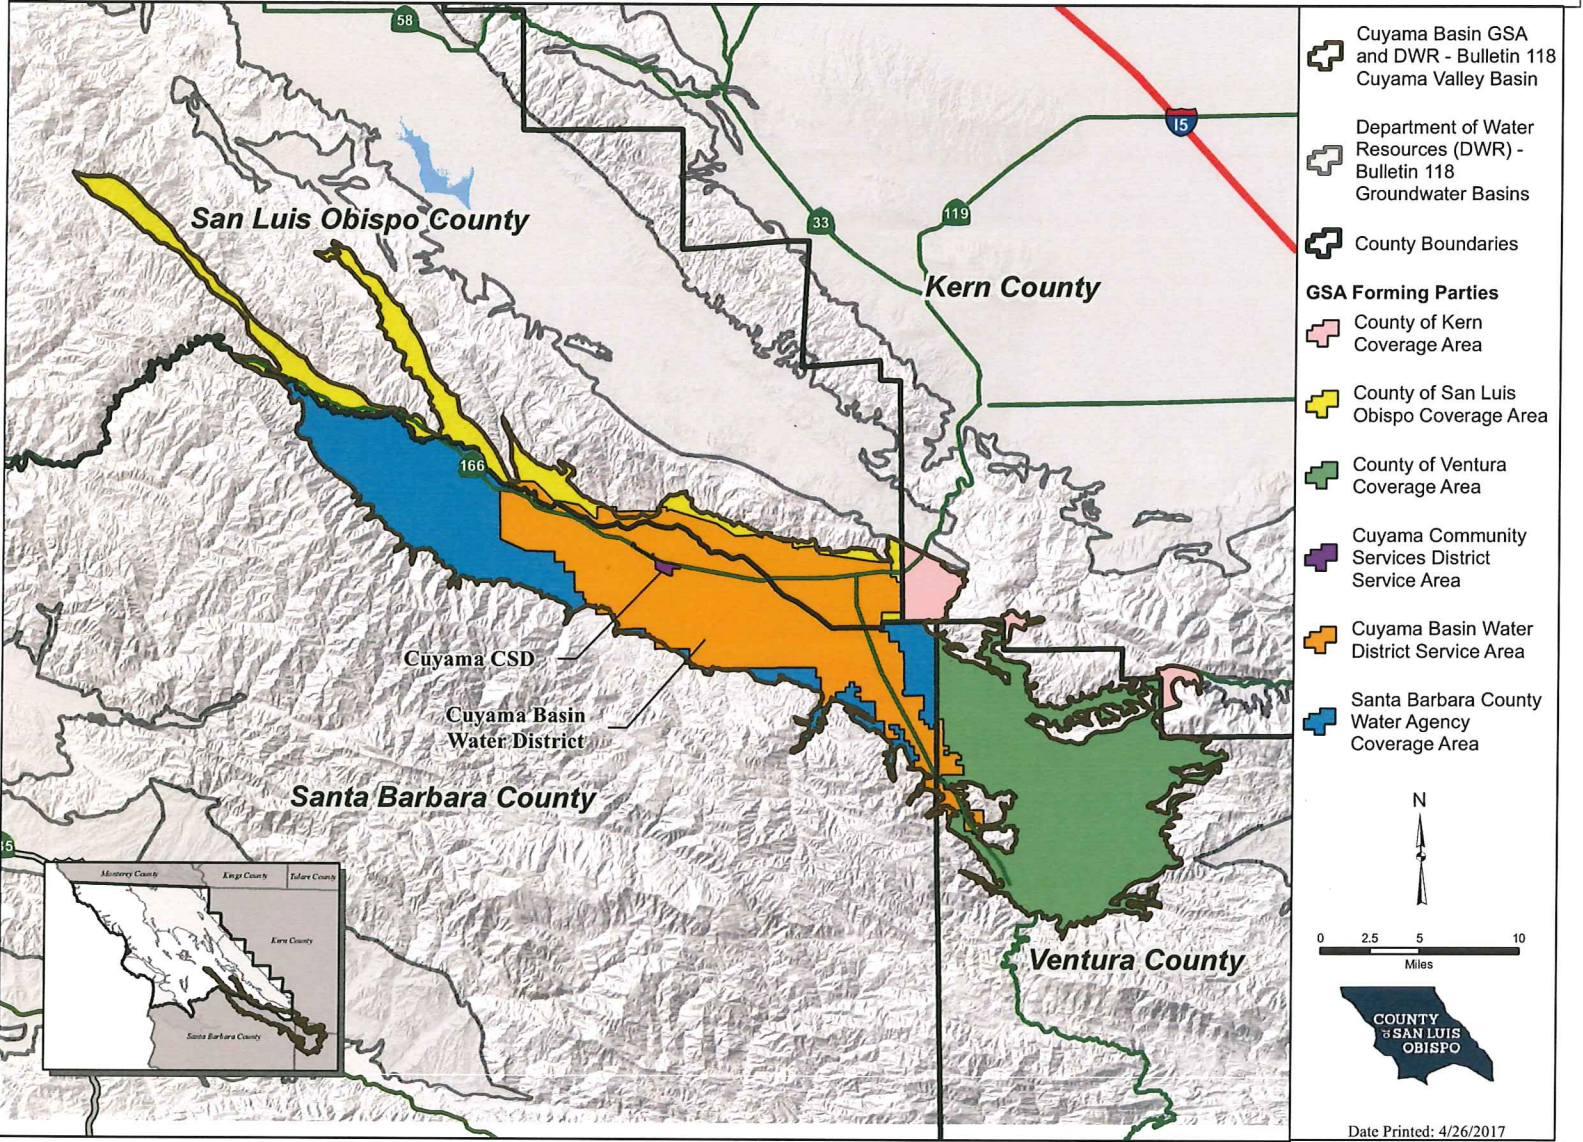 58
15
San Luis Obispo County
33
119
Kern County
166
Cuyama CSD
Cuyama Basin
Water District
Santa Barbara County
Ventura County
Monterey County
Kings County
Tulare County
Kern County
Santa Barbara County
Cuyama Basin GSA
and DWR - Bulletin 118
Cuyama Valley Basin
Department of Water
Resources (DWR) -
Bulletin 118
Groundwater Basins
County Boundaries
GSA Forming Parties
County of Kern
Coverage Area
County of San Luis
Obispo Coverage Area
County of Ventura
Coverage Area
Cuyama Community
Services District
Service Area
Cuyama Basin Water
District Service Area
Santa Barbara County
Water Agency
Coverage Area
N
0 2.5 5 10
Miles
COUNTY
OF SAN LUIS
OBISPO
Date Printed: 4/26/2017